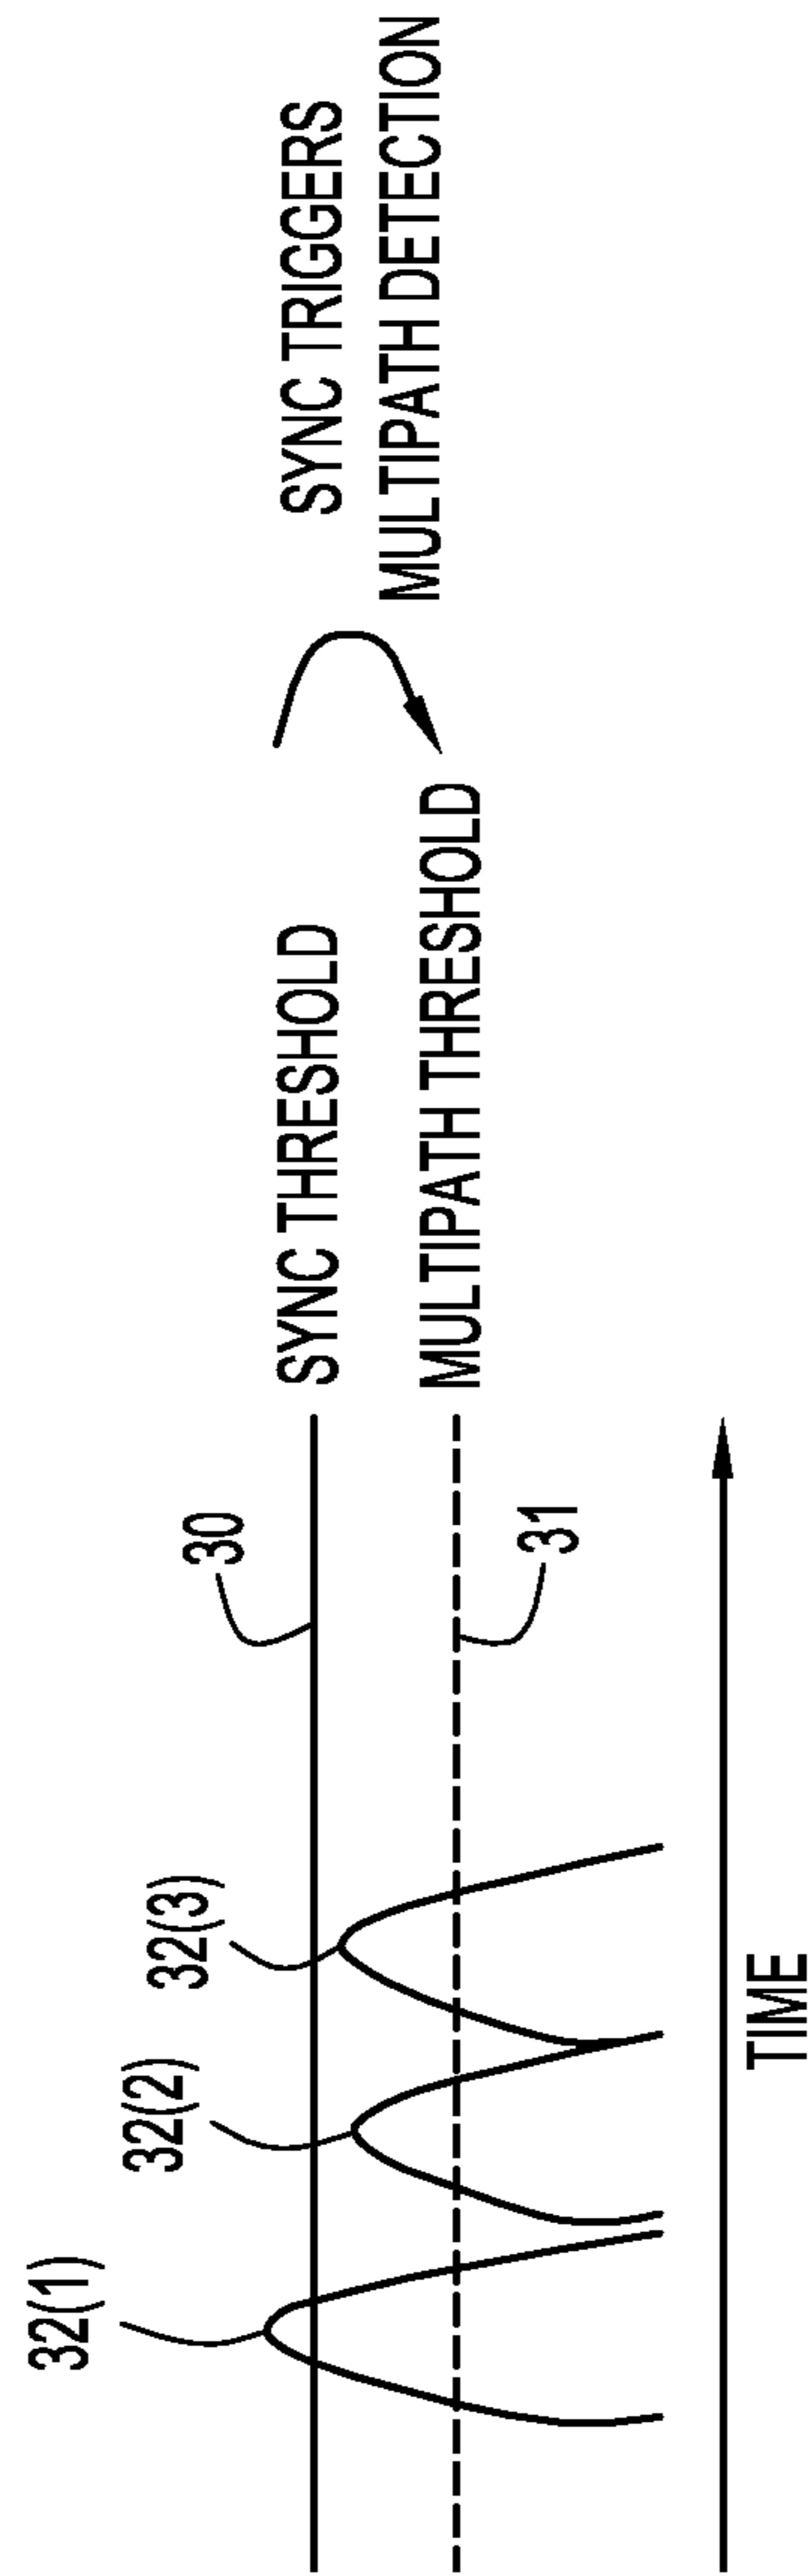 32(1)
32(2)
32(3)
30
31
SYNC THRESHOLD
MULTIPATH THRESHOLD
SYNC TRIGGERS
MULTIPATH DETECTION
TIME